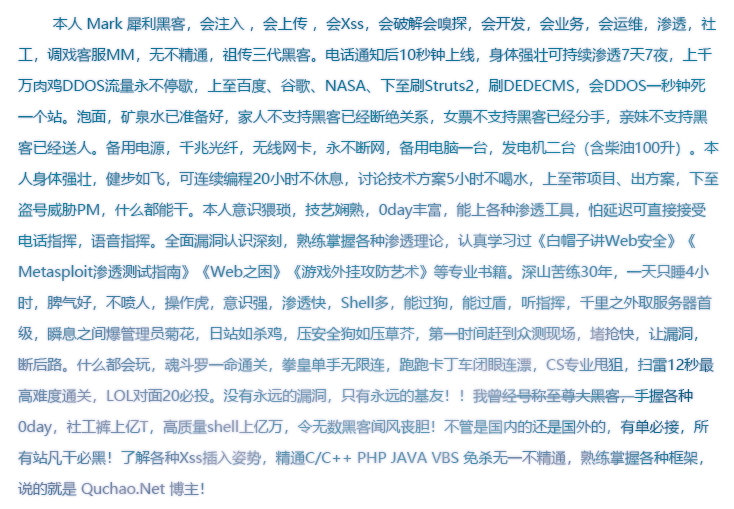 本人 Mark 犀利黑客，会注入 ，会上传 ，会Xss，会破解会嗅探，会开发，会业务，会运维，渗透，社
工，调戏客服MM，无不精通，祖传三代黑客。电话通知后10秒钟上线，身体强壮可持续渗透7天7夜，上千
万肉鸡DDOS流量永不停歇，上至百度、谷歌、NASA、下至刷Struts2，刷DEDECMS，会DDOS一秒钟死
一个站。泡面，矿泉水已准备好，家人不支持黑客已经断绝关系，女票不支持黑客已经分手，亲妹不支持黑
客已经送人。备用电源，千兆光纤，无线网卡，永不断网，备用电脑一台，发电机二台（含柴油100升）。本
人身体强壮，健步如飞，可连续编程20小时不休息，讨论技术方案5小时不喝水，上至带项目、出方案，下至
盗号威胁PM，什么都能干。本人意识猥琐，技艺娴熟，0day丰富，能上各种渗透工具，怕延迟可直接接受
电话指挥，语音指挥。全面漏洞认识深刻，熟练掌握各种渗透理论，认真学习过《白帽子讲Web安全》《
Metasploit渗透测试指南》《Web之困》《游戏外挂攻防艺术》等专业书籍。深山苦练30年，一天只睡4小
时，脾气好，不喷人，操作虎，意识强，渗透快，Shell多，能过狗，能过盾，听指挥，千里之外取服务器首
级，瞬息之间爆管理员菊花，日站如杀鸡，压安全狗如压草芥，第一时间赶到众测现场，堵抢快，让漏洞，
断后路。什么都会玩，魂斗罗一命通关，拳皇单手无限连，跑跑卡丁车闭眼连漂，CS专业甩狙，扫雷12秒最
高难度通关，LOL对面20必投。没有永远的漏洞，只有永远的基友！！我曾经号称至尊大黑客，手握各种
0day，社工裤上亿T，高质量shell上亿万，令无数黑客闻风丧胆！不管是国内的还是国外的，有单必接，所
有站凡干必黑！了解各种Xss插入姿势，精通C/C++ PHP JAVA VBS 免杀无一不精通，熟练掌握各种框架，
说的就是 Quchao.Net 博主！